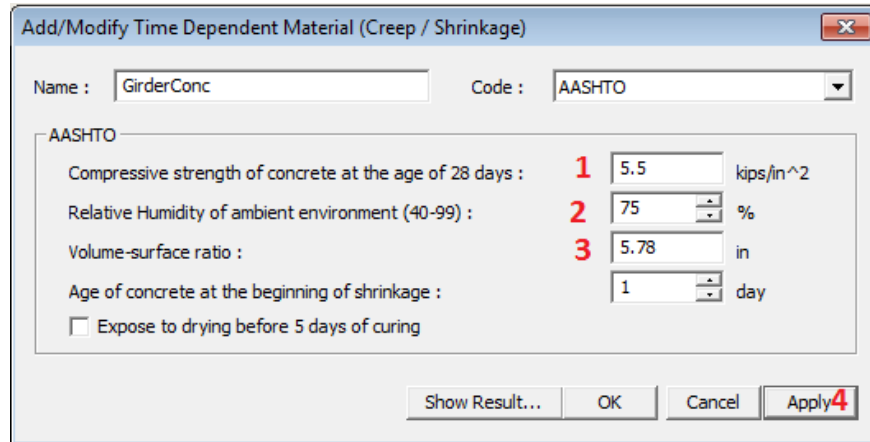 Add/Modify Time Dependent Material (Creep / Shrinkage)
Name : GirderConc Code : AASHTO
AASHTO
Compressive strength of concrete at the age of 28 days : 1 5.5 kips/in^2
Relative Humidity of ambient environment (40-99) : 2 75 %
Volume-surface ratio : 3 5.78 in
Age of concrete at the beginning of shrinkage : 1 day
Expose to drying before 5 days of curing
Show Result... OK Cancel Apply 4